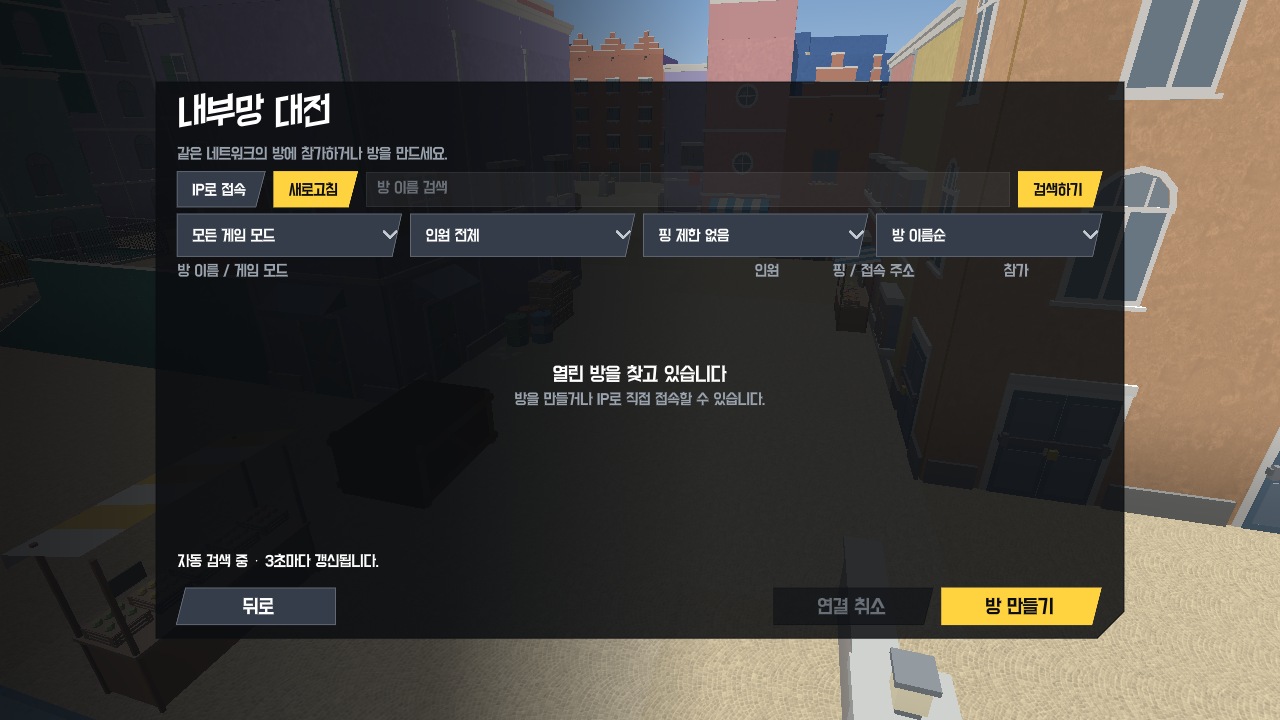 내부망 대전
같은 네트워크의 방에 참가하거나 방을 만드세요.
IP로 접속 새로고침 방 이름 검색 검색하기
모든 게임 모드 인원 전체 핑 제한 없음 방 이름순
방 이름 / 게임 모드 인원 핑 / 접속 주소 참가
열린 방을 찾고 있습니다
방을 만들거나 IP로 직접 접속할 수 있습니다.
자동 검색 중 · 3초마다 갱신됩니다.
뒤로 연결 취소 방 만들기